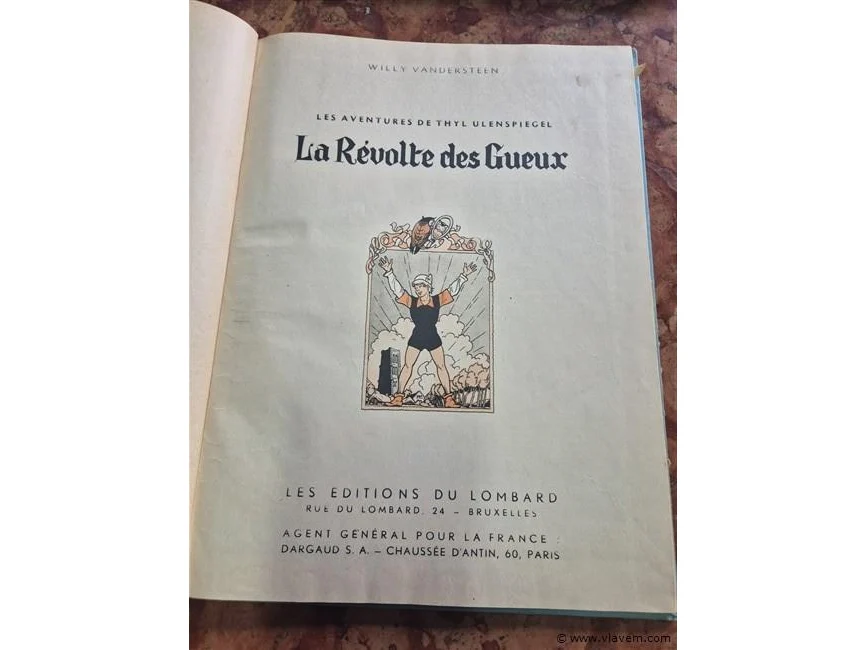 WILLY VANDERSTEEN
LES AVENTURES DE THYL ULENSPIEGEL
La Révolte des Gueux
LES EDITIONS DU LOMBARD
RUE DU LOMBARD, 24 – BRUXELLES
AGENT GÉNÉRAL POUR LA FRANCE :
DARGAUD S. A. – CHAUSSÉE D'ANTIN, 60, PARIS
© www.vlavem.com